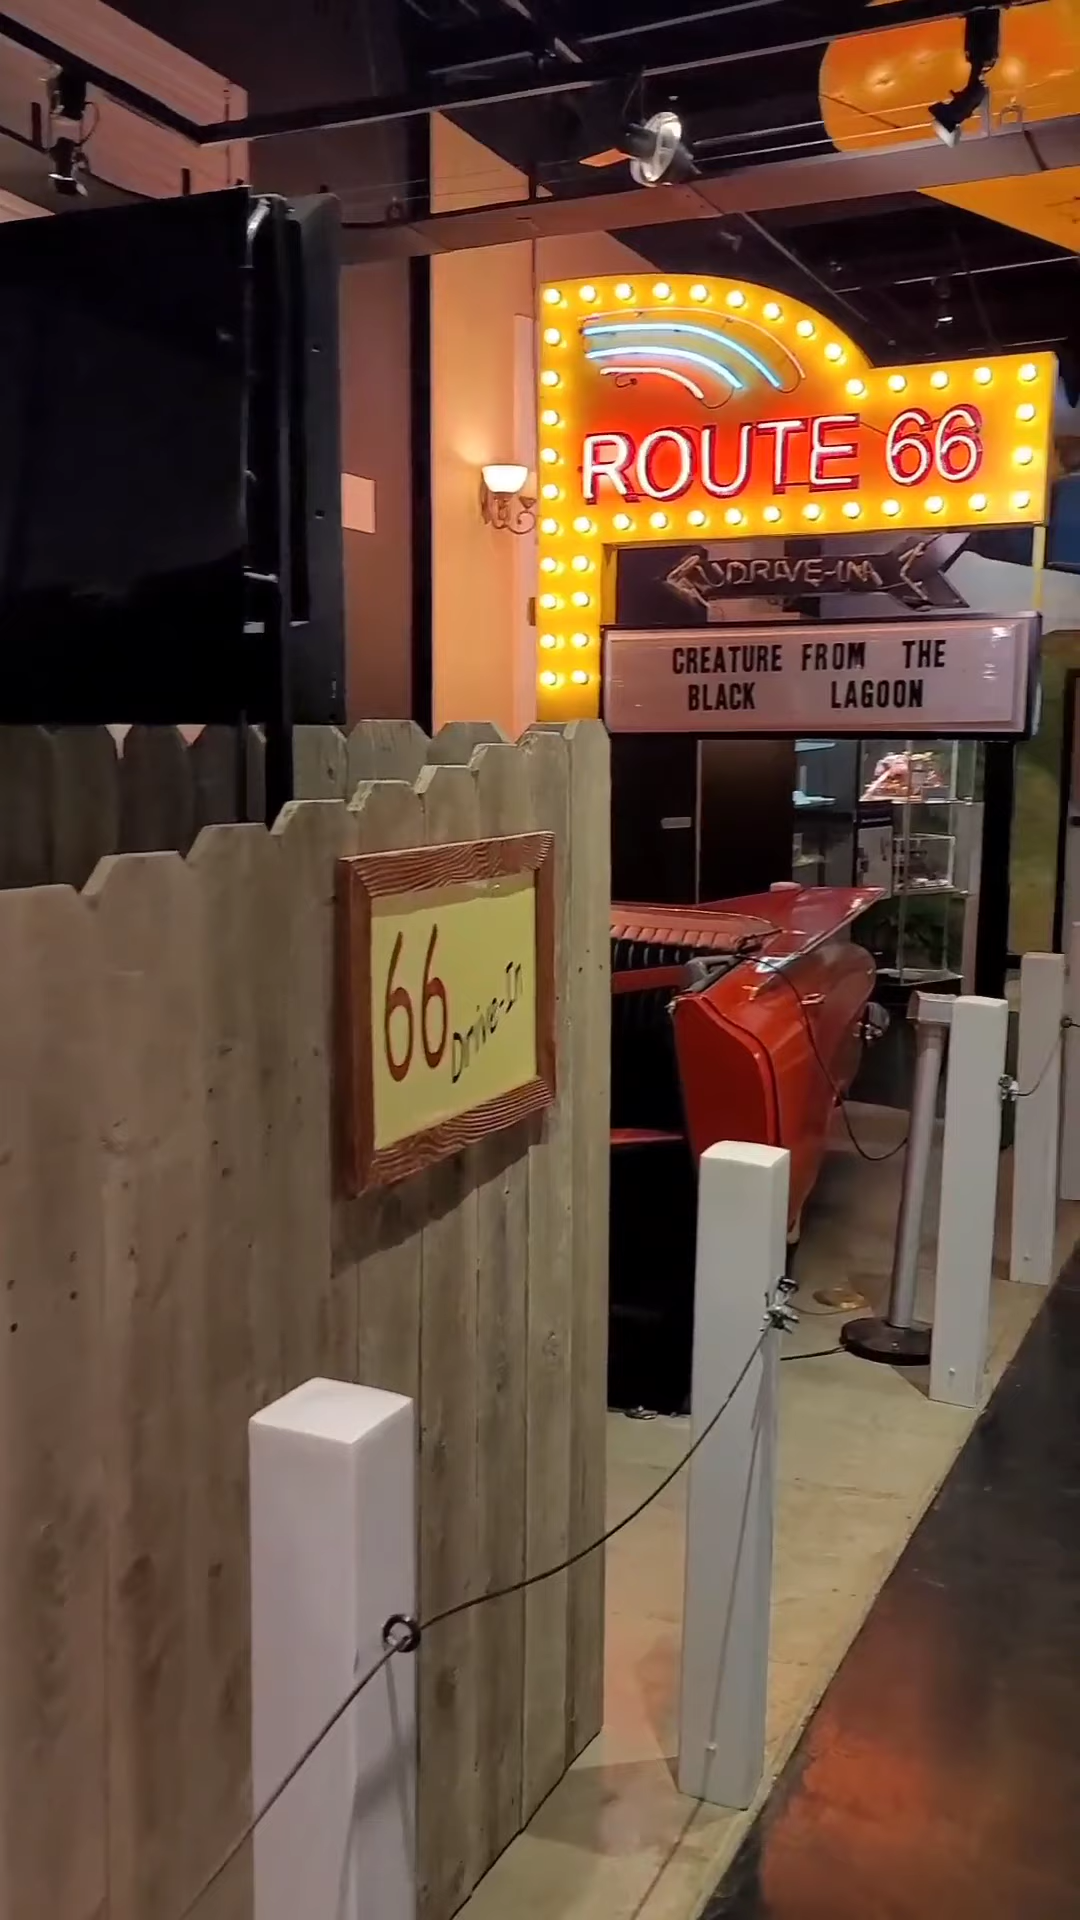 ROUTE 66
DRIVE-IN
CREATURE FROM THE
BLACK LAGOON
66 Drive-In